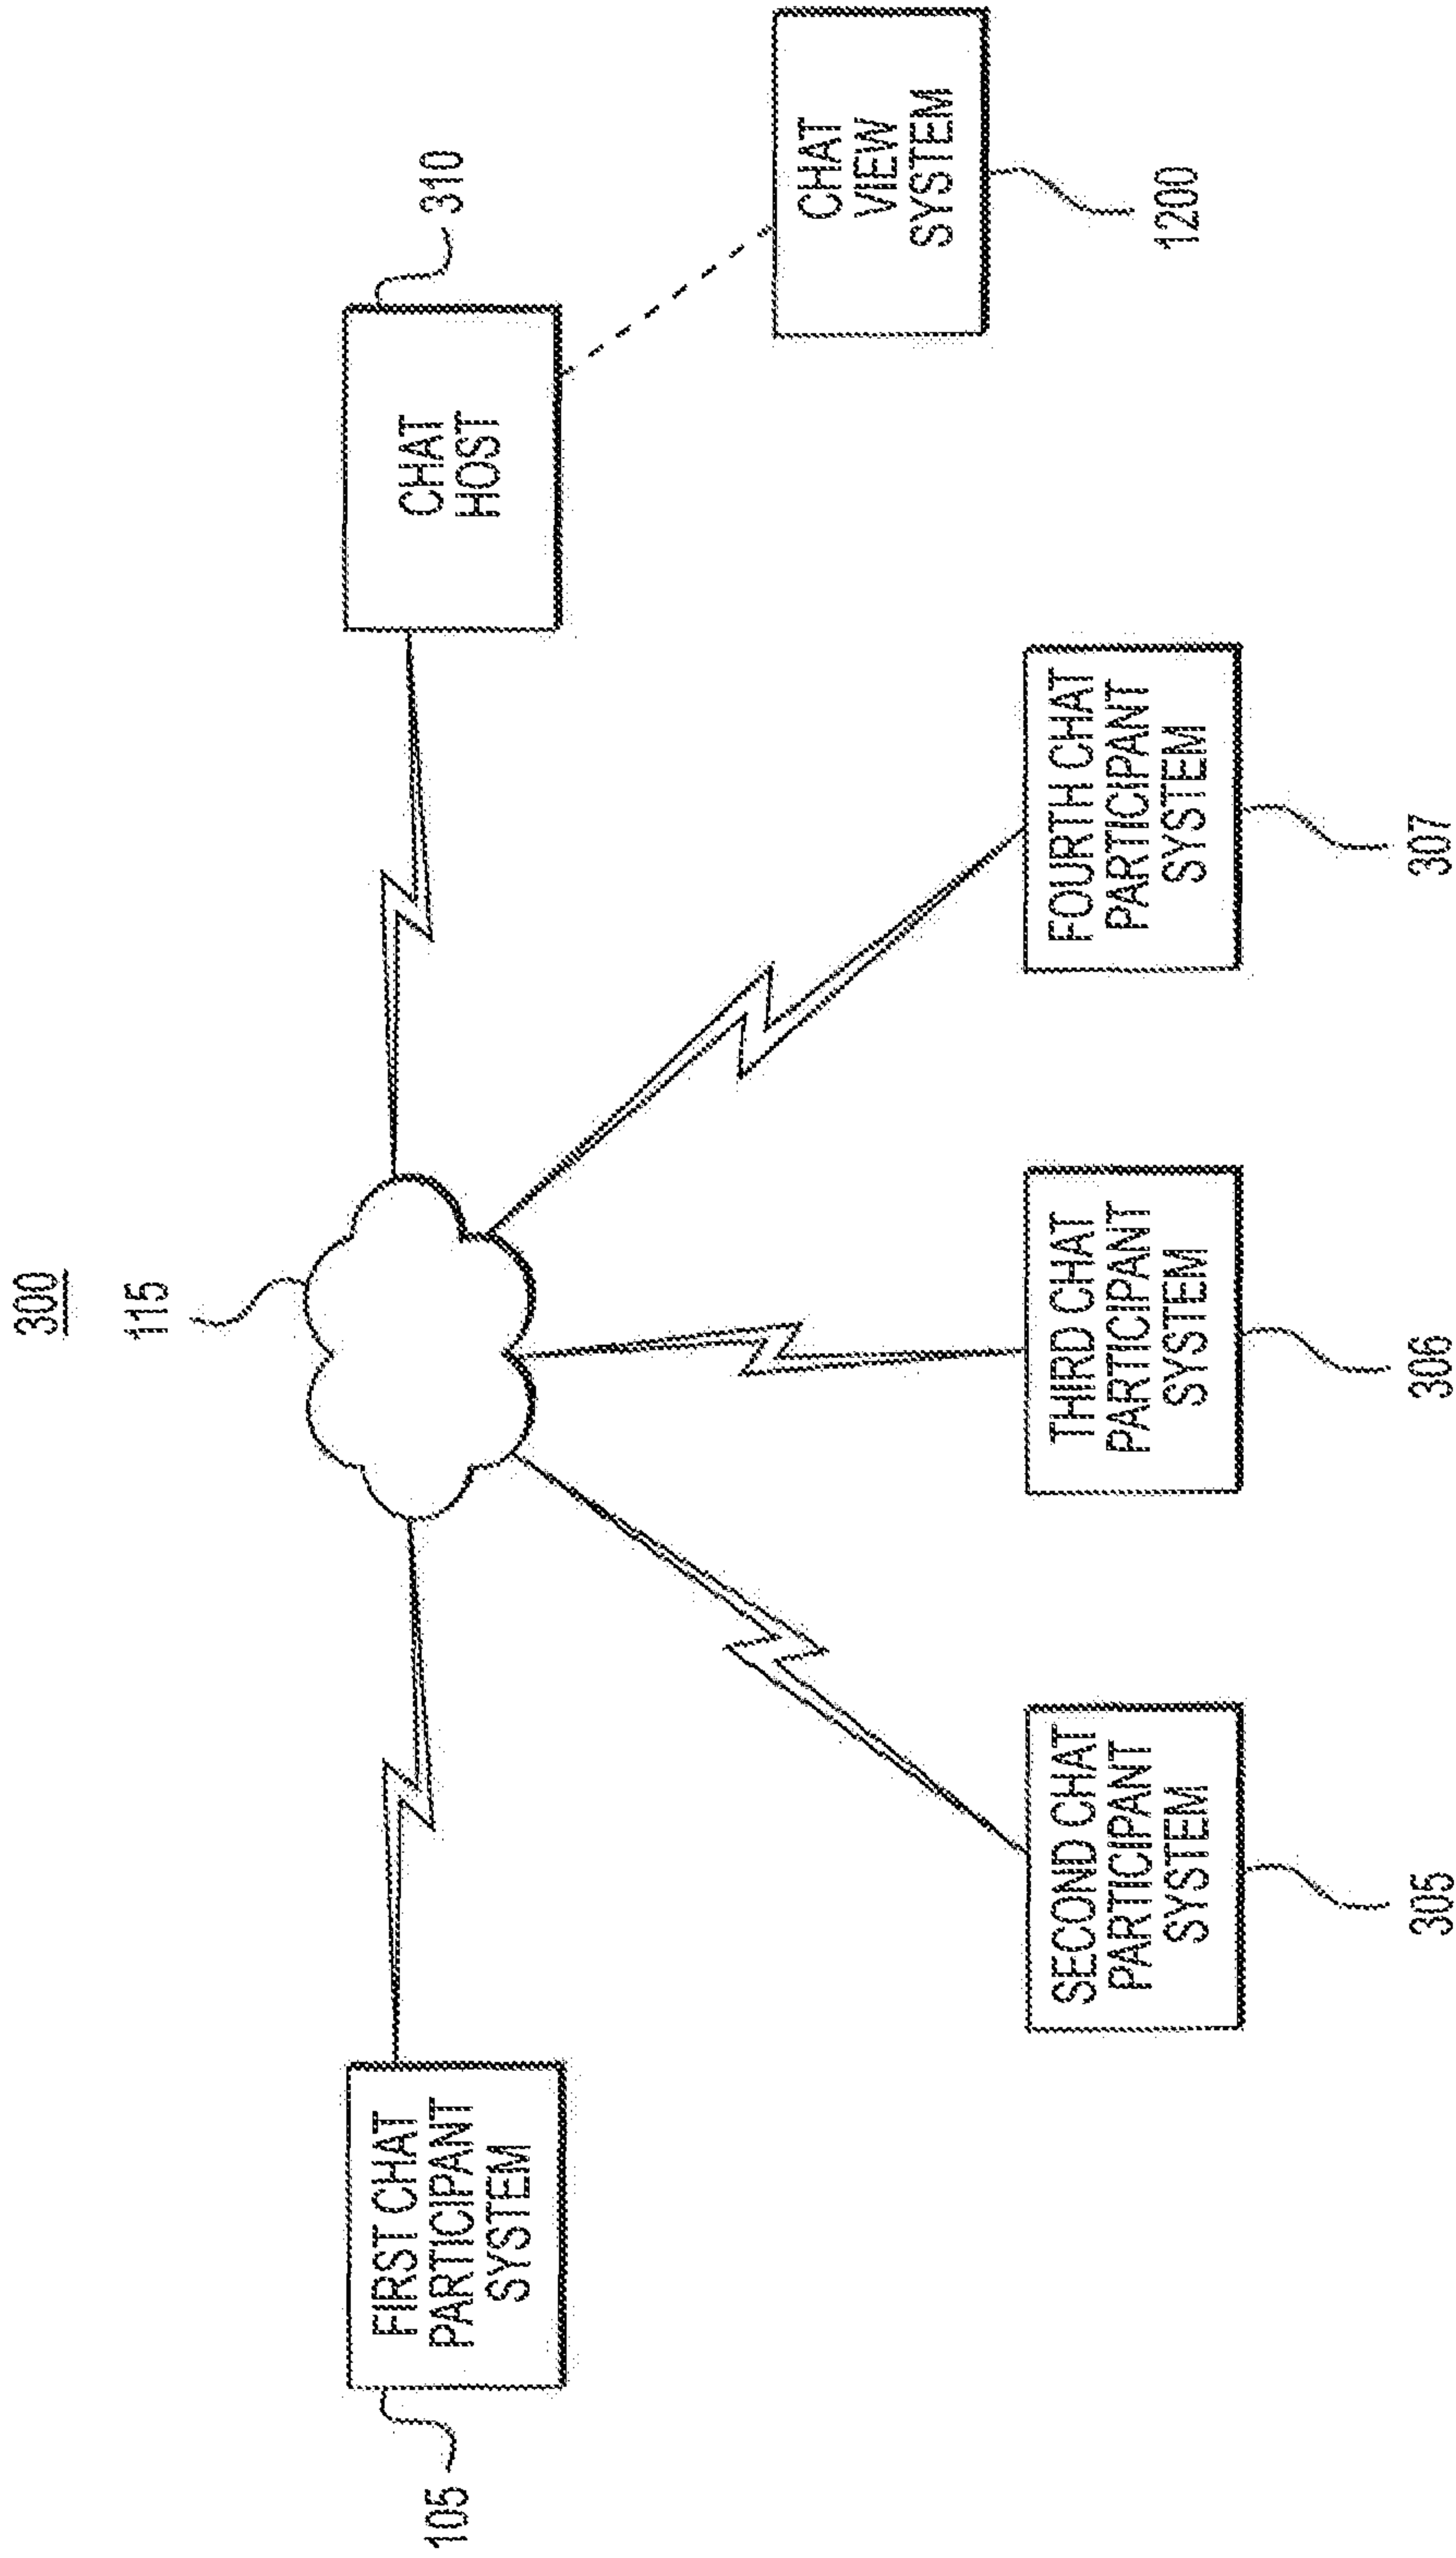 300
115
105
FIRST CHAT
PARTICIPANT
SYSTEM
CHAT
HOST
310
CHAT
VIEW
SYSTEM
1200
SECOND CHAT
PARTICIPANT
SYSTEM
305
THIRD CHAT
PARTICIPANT
SYSTEM
306
FOURTH CHAT
PARTICIPANT
SYSTEM
307